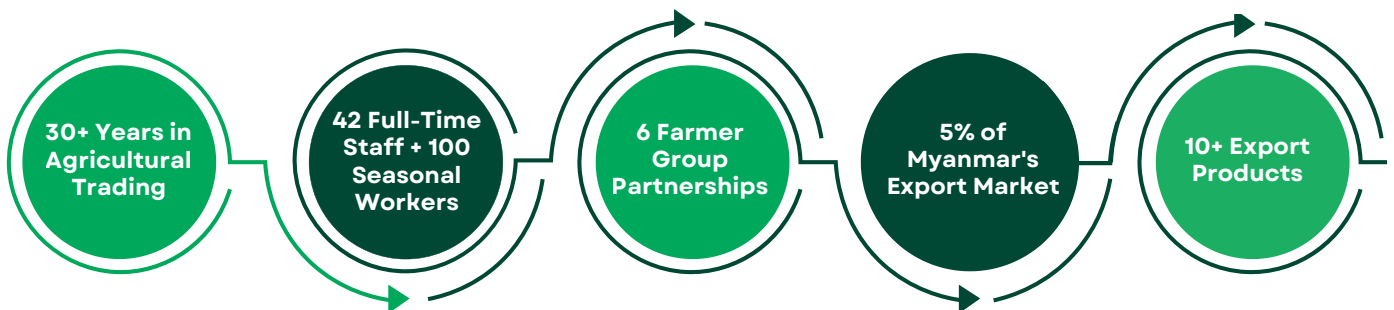 30+ Years in
Agricultural
Trading
42 Full-Time
Staff + 100
Seasonal
Workers
6 Farmer
Group
Partnerships
5% of
Myanmar's
Export Market
10+ Export
Products